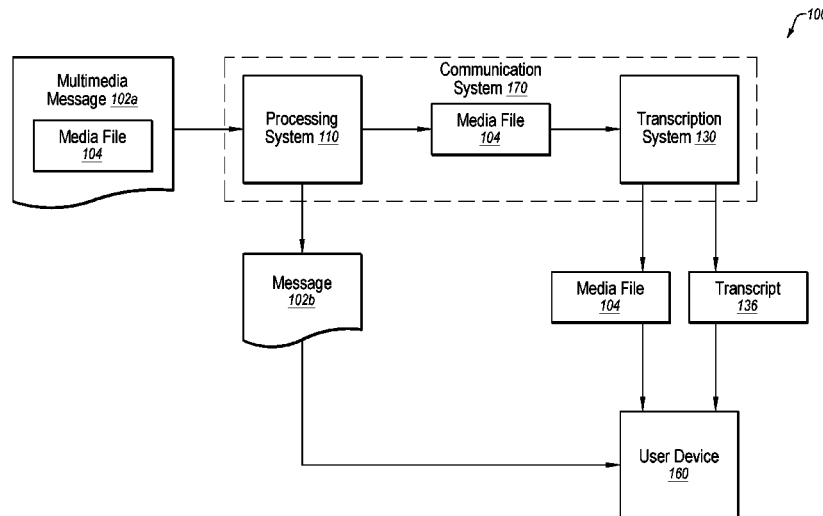 100
Multimedia
Message 102a
Media File
104
Communication
System 170
Processing
System 110
Media File
104
Transcription
System 130
Message
102b
Media File
104
Transcript
136
User Device
160